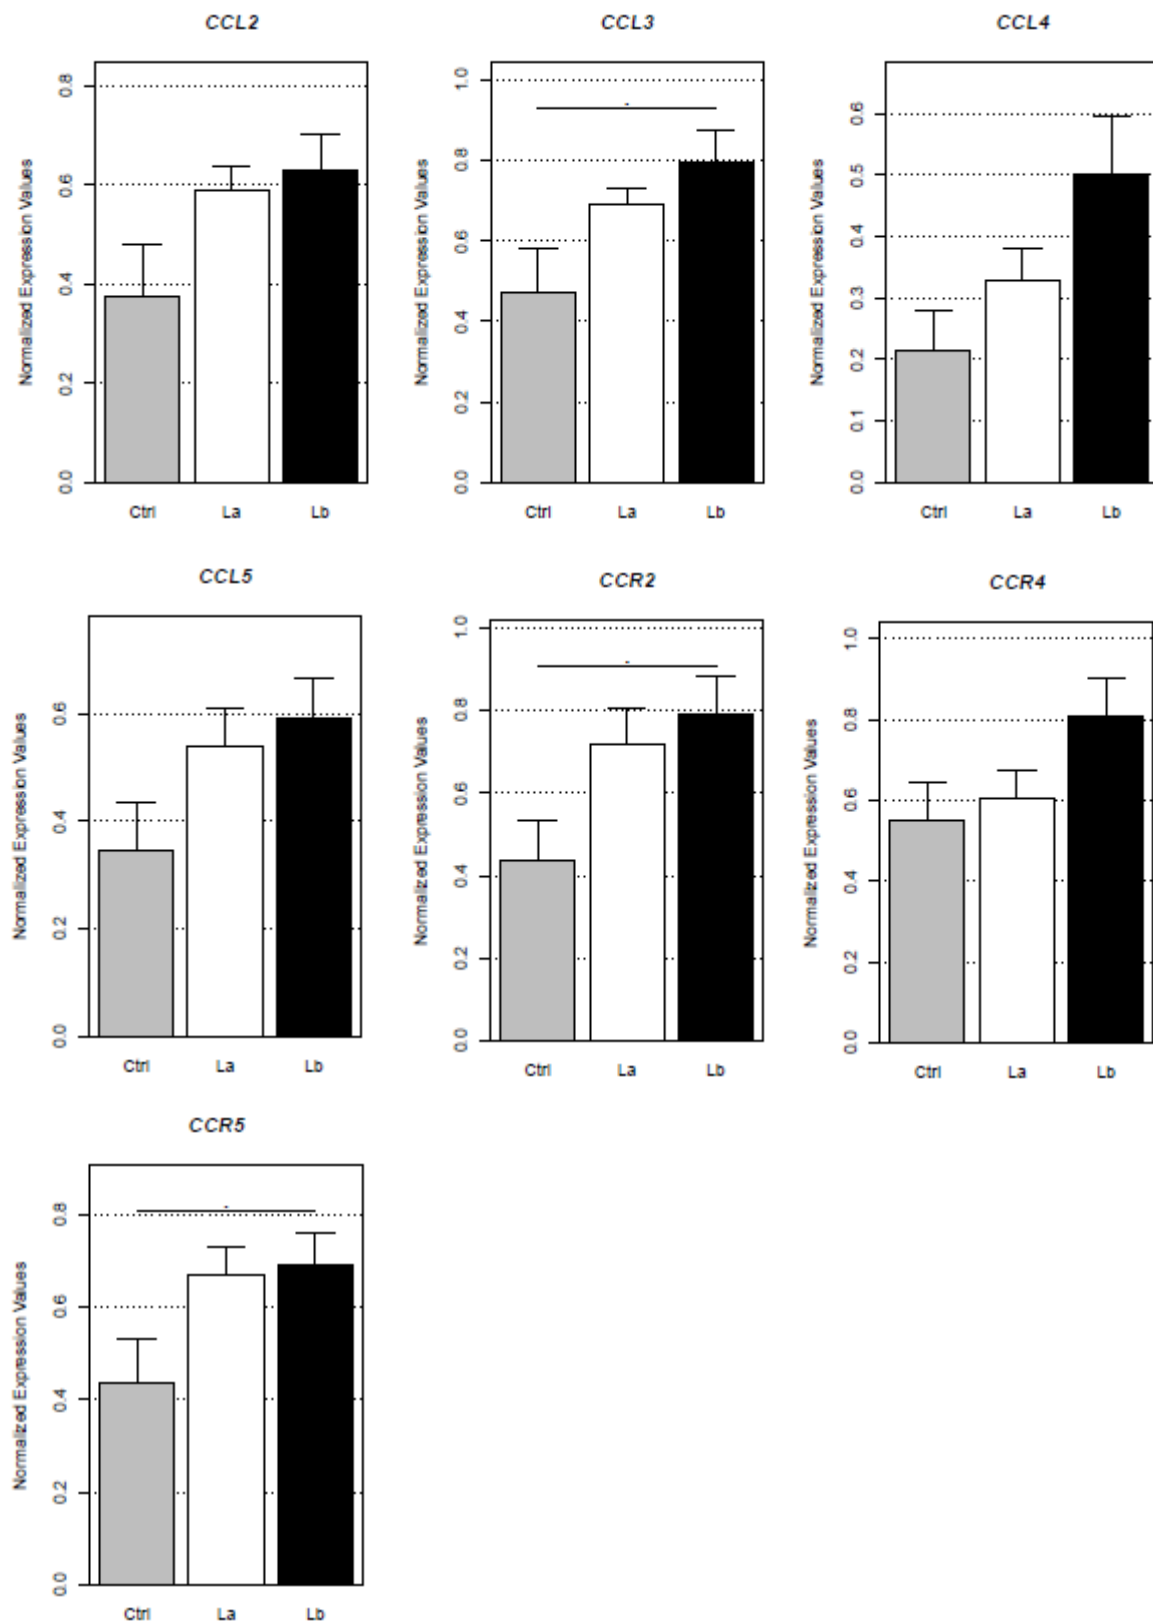 CCL2
CCL3
CCL4
Normalized Expression Values
0.0
0.2
0.4
0.6
0.8
Ctrl
La
Lb
Normalized Expression Values
0.0
0.2
0.4
0.6
0.8
1.0
Ctrl
La
Lb
Normalized Expression Values
0.0
0.1
0.2
0.3
0.4
0.5
0.6
Ctrl
La
Lb
CCL5
CCR2
CCR4
Normalized Expression Values
0.0
0.2
0.4
0.6
Ctrl
La
Lb
Normalized Expression Values
0.0
0.2
0.4
0.6
0.8
1.0
Ctrl
La
Lb
Normalized Expression Values
0.0
0.2
0.4
0.6
0.8
1.0
Ctrl
La
Lb
CCR5
Normalized Expression Values
0.0
0.2
0.4
0.6
0.8
Ctrl
La
Lb